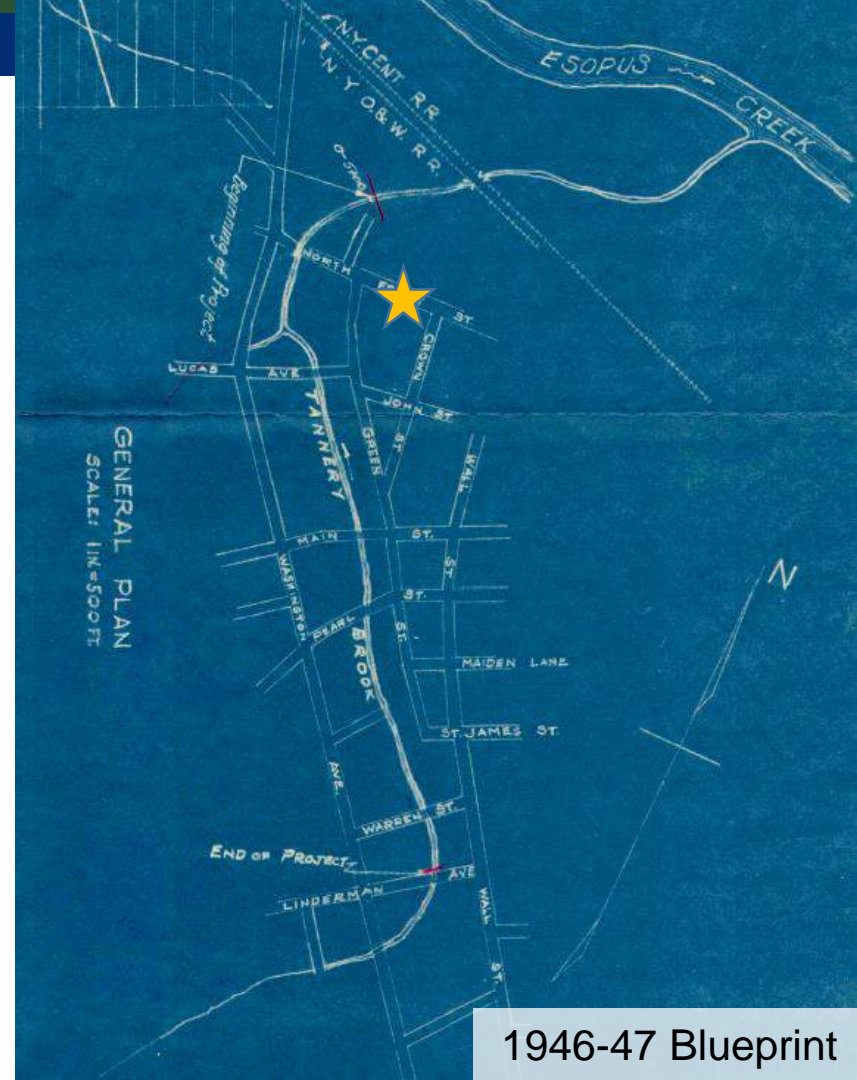 ESOPUS
CREEK
N.Y. CENT RR
N. Y. O. & W. R.R.
Beginning of Project
NORTH
ST.
CROWN
ST
LUCAS AVE
JOHN ST.
GREEN
ST.
WALL
ST
TANNERY
BROOK
GENERAL PLAN
SCALE: 1 IN = 500 FT.
MAIN ST.
WASHINGTON
AVE.
PEARL ST.
N
MAIDEN LANE
ST. JAMES ST.
WARREN ST.
END OF PROJECT
LINDERMAN AVE
WALL
ST.
1946-47 Blueprint